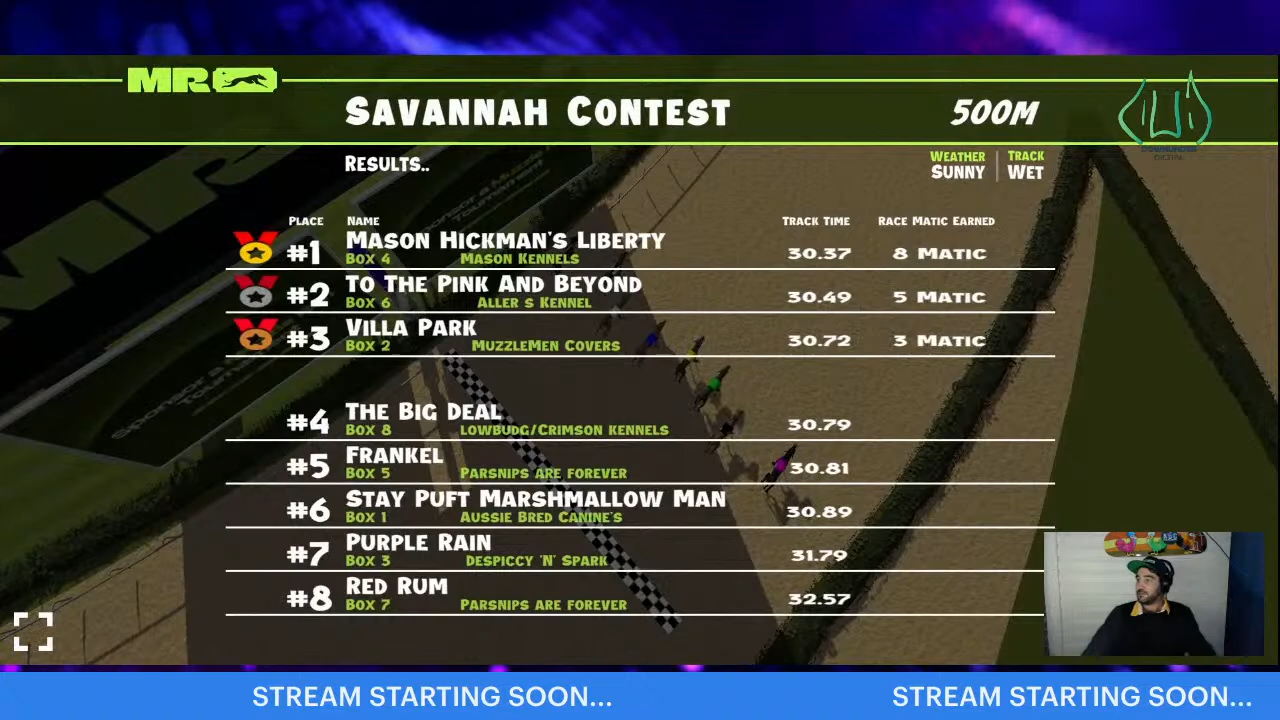 MR
SAVANNAH CONTEST
500M
DOWNUNDER
DIGITAL
RESULTS..
WEATHER
SUNNY
TRACK
WET
PLACE NAME TRACK TIME RACE MATIC EARNED
#1 MASON HICKMAN'S LIBERTY 30.37 8 MATIC
BOX 4 MASON KENNELS
#2 TO THE PINK AND BEYOND 30.49 5 MATIC
BOX 6 ALLER S KENNEL
#3 VILLA PARK 30.72 3 MATIC
BOX 2 MUZZLEMEN COVERS
#4 THE BIG DEAL 30.79
BOX 8 LOWBUDG/CRIMSON KENNELS
#5 FRANKEL 30.81
BOX 5 PARSNIPS ARE FOREVER
#6 STAY PUFT MARSHMALLOW MAN 30.89
BOX 1 AUSSIE BRED CANINE'S
#7 PURPLE RAIN 31.79
BOX 3 DESPICCY 'N' SPARK
#8 RED RUM 32.57
BOX 7 PARSNIPS ARE FOREVER
STREAM STARTING SOON... STREAM STARTING SOON...